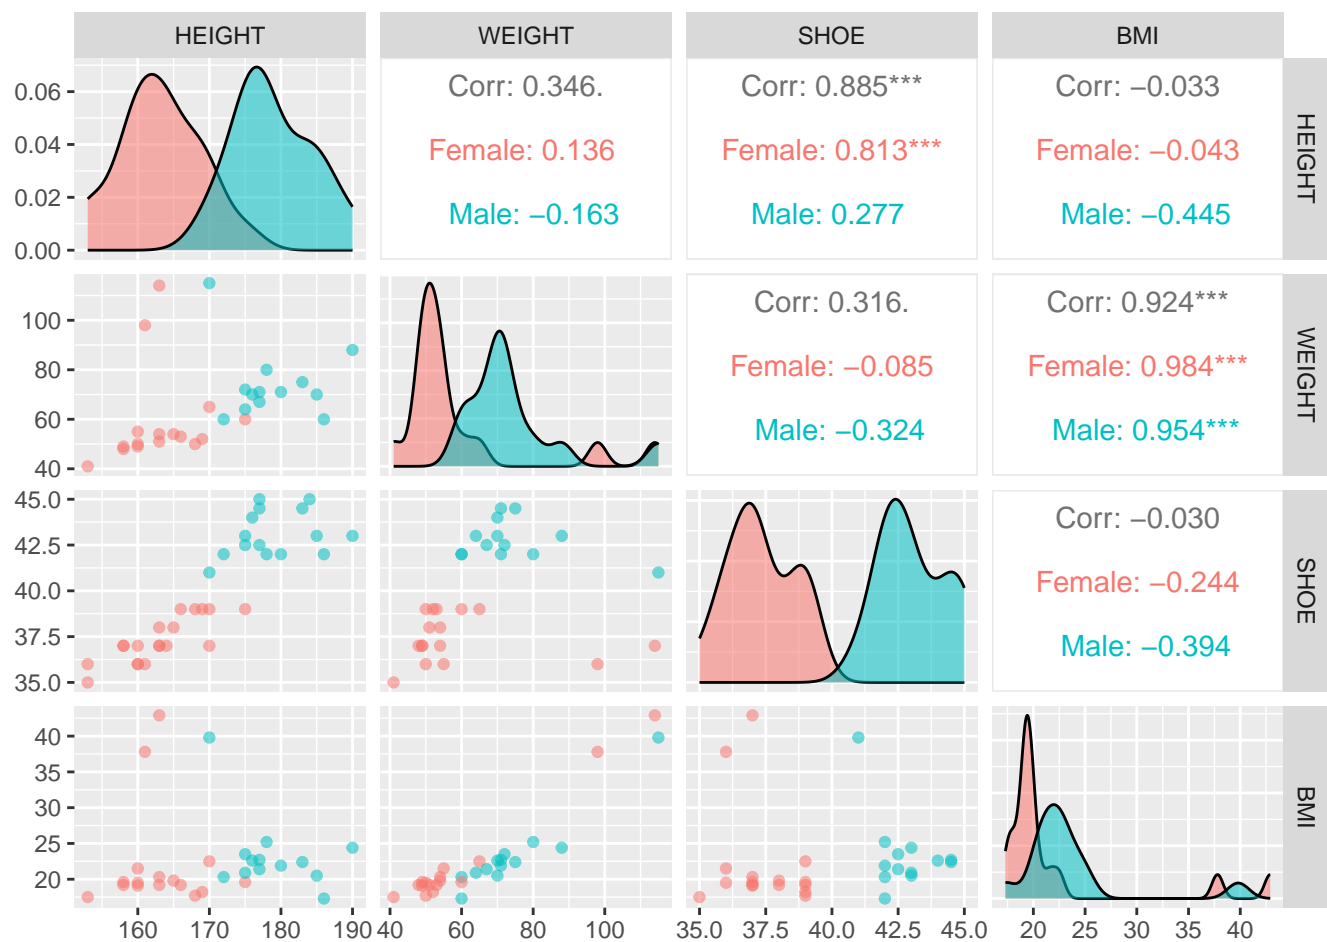 HEIGHT WEIGHT SHOE BMI
0.06 Corr: 0.346. Corr: 0.885*** Corr: −0.033 HEIGHT
0.04 Female: 0.136 Female: 0.813*** Female: −0.043
0.02 Male: −0.163 Male: 0.277 Male: −0.445
0.00
100 Corr: 0.316. Corr: 0.924*** WEIGHT
80 Female: −0.085 Female: 0.984***
60 Male: −0.324 Male: 0.954***
40
45.0 Corr: −0.030 SHOE
42.5 Female: −0.244
40.0 Male: −0.394
37.5
35.0
40 BMI
35
30
25
20
160 170 180 190 40 60 80 100 35.0 37.5 40.0 42.5 45.0 20 25 30 35 40